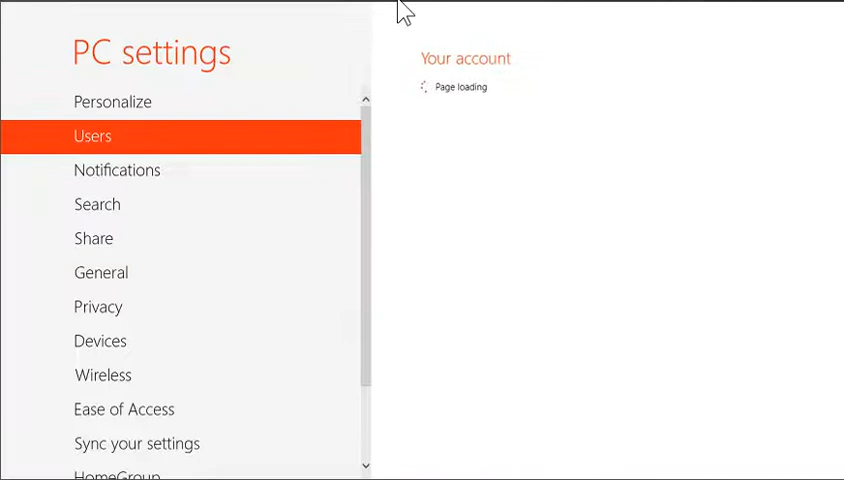 PC settings
Personalize
Users
Notifications
Search
Share
General
Privacy
Devices
Wireless
Ease of Access
Sync your settings
HomeGroup
Your account
Page loading